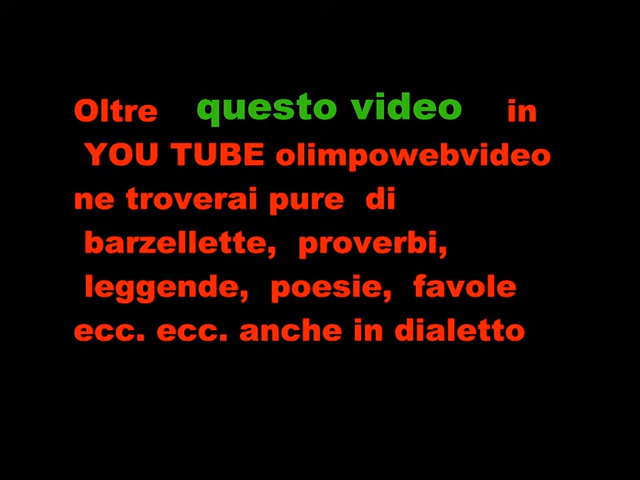 Oltre questo video in
YOU TUBE olimpowebvideo
ne troverai pure di
barzellette, proverbi,
leggende, poesie, favole
ecc. ecc. anche in dialetto